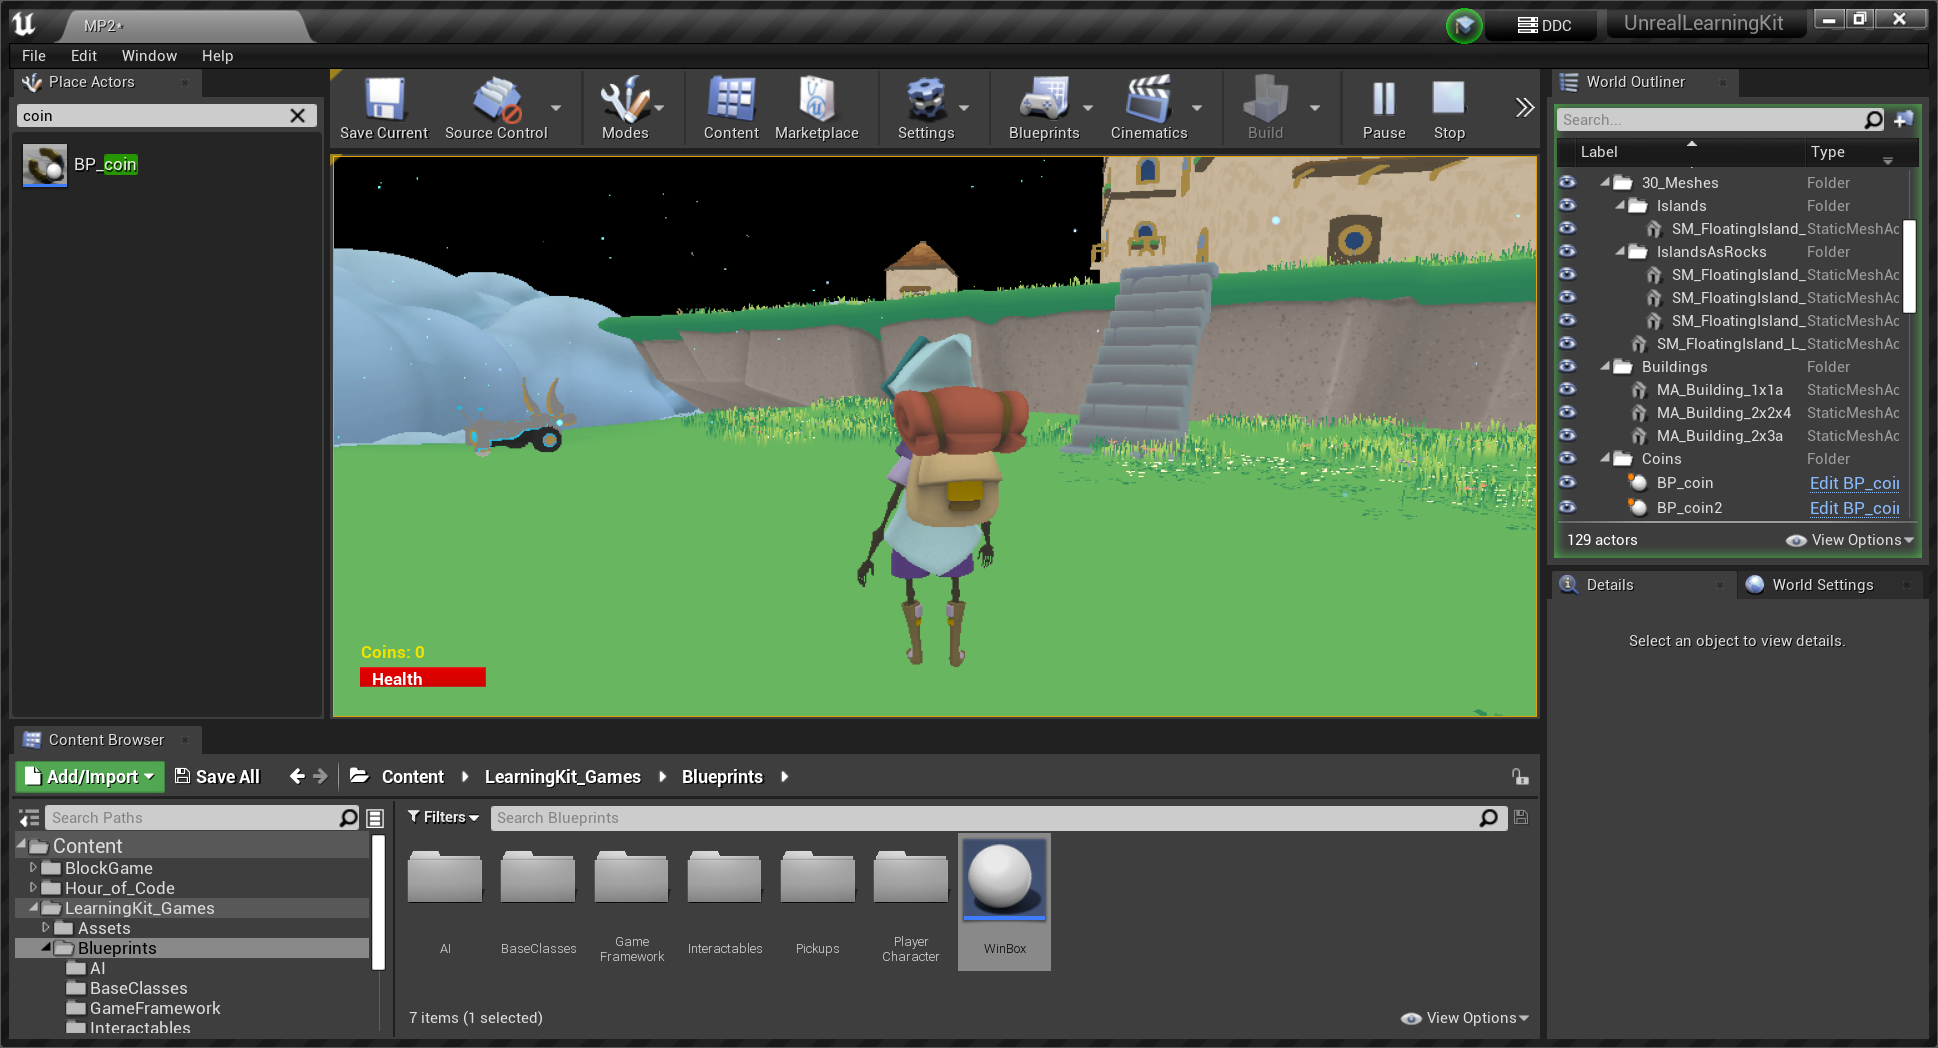 MP2*
DDC
UnrealLearningKit
File Edit Window Help
Place Actors
coin
BP_coin
Save Current
Source Control
Modes
Content
Marketplace
Settings
Blueprints
Cinematics
Build
Pause
Stop
Coins: 0
Health
World Outliner
Search...
Label Type
30_Meshes Folder
Islands Folder
SM_FloatingIsland_ StaticMeshAc
IslandsAsRocks Folder
SM_FloatingIsland_ StaticMeshAc
SM_FloatingIsland_ StaticMeshAc
SM_FloatingIsland_ StaticMeshAc
SM_FloatingIsland_L_ StaticMeshAc
Buildings Folder
MA_Building_1x1a StaticMeshAc
MA_Building_2x2x4 StaticMeshAc
MA_Building_2x3a StaticMeshAc
Coins Folder
BP_coin Edit BP_coi
BP_coin2 Edit BP_coi
129 actors
View Options
Details
World Settings
Select an object to view details.
Content Browser
Add/Import
Save All
Content
LearningKit_Games
Blueprints
Search Paths
Content
BlockGame
Hour_of_Code
LearningKit_Games
Assets
Blueprints
AI
BaseClasses
GameFramework
Interactables
Filters
Search Blueprints
AI
BaseClasses
Game
Framework
Interactables
Pickups
Player
Character
WinBox
7 items (1 selected)
View Options